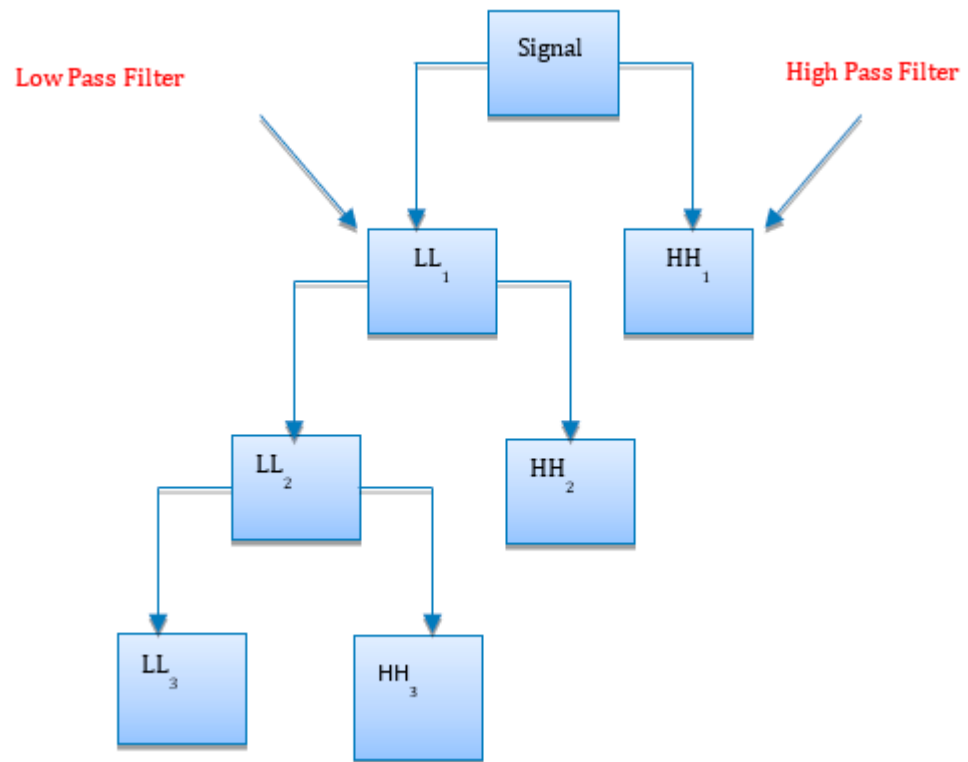 Signal
Low Pass Filter
High Pass Filter
LL₁
HH₁
LL₂
HH₂
LL₃
HH₃